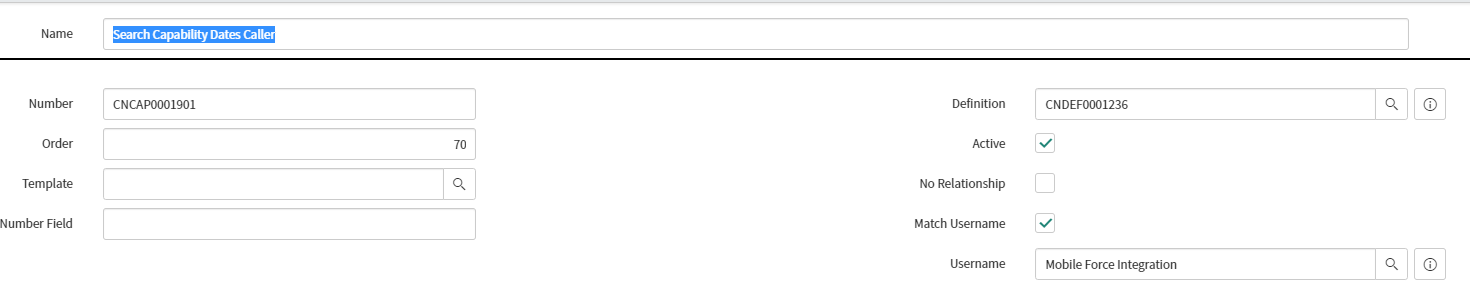 Name Search Capability Dates Caller
Number CNCAP0001901
Order 70
Template
Number Field
Definition CNDEF0001236
Active
No Relationship
Match Username
Username Mobile Force Integration